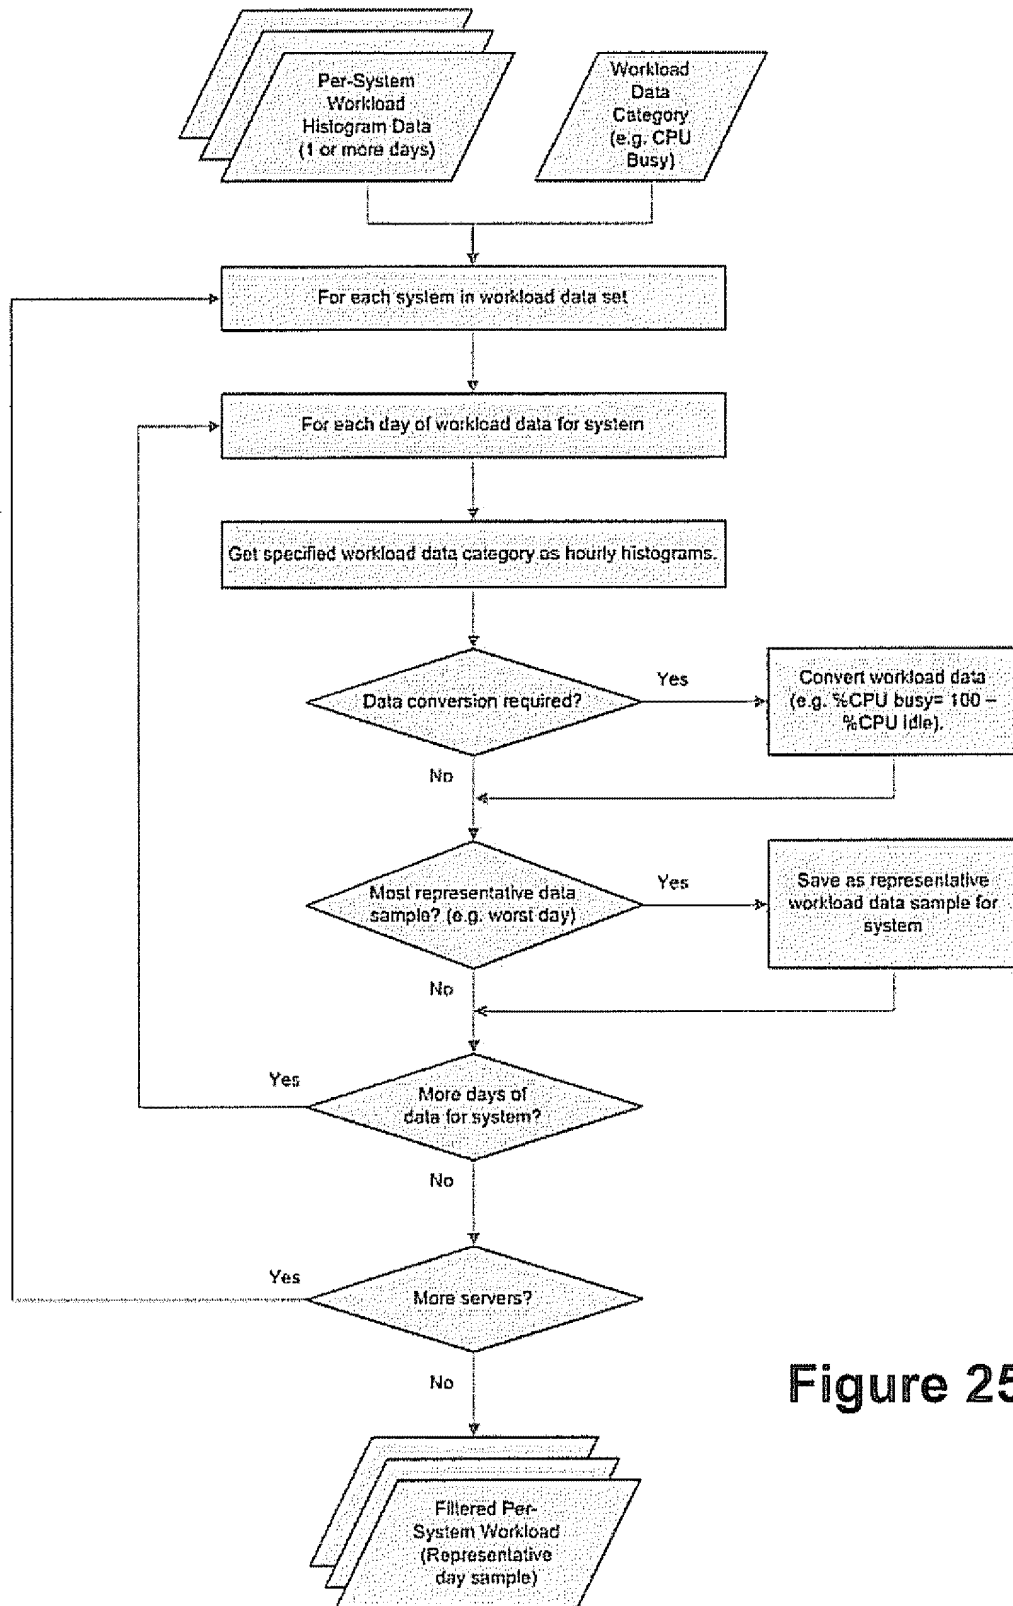 Per-System
Workload
Histogram Data
(1 or more days)
Workload
Data
Category
(e.g. CPU
Busy)
For each system in workload data set
For each day of workload data for system
Get specified workload data category as hourly histograms.
Data conversion required?
Yes
Convert workload data
(e.g. %CPU busy= 100 –
%CPU idle).
No
Most representative data
sample? (e.g. worst day)
Yes
Save as representative
workload data sample for
system
No
Yes
More days of
data for system?
No
Yes
More servers?
No
Figure 25
Filtered Per-
System Workload
(Representative
day sample)